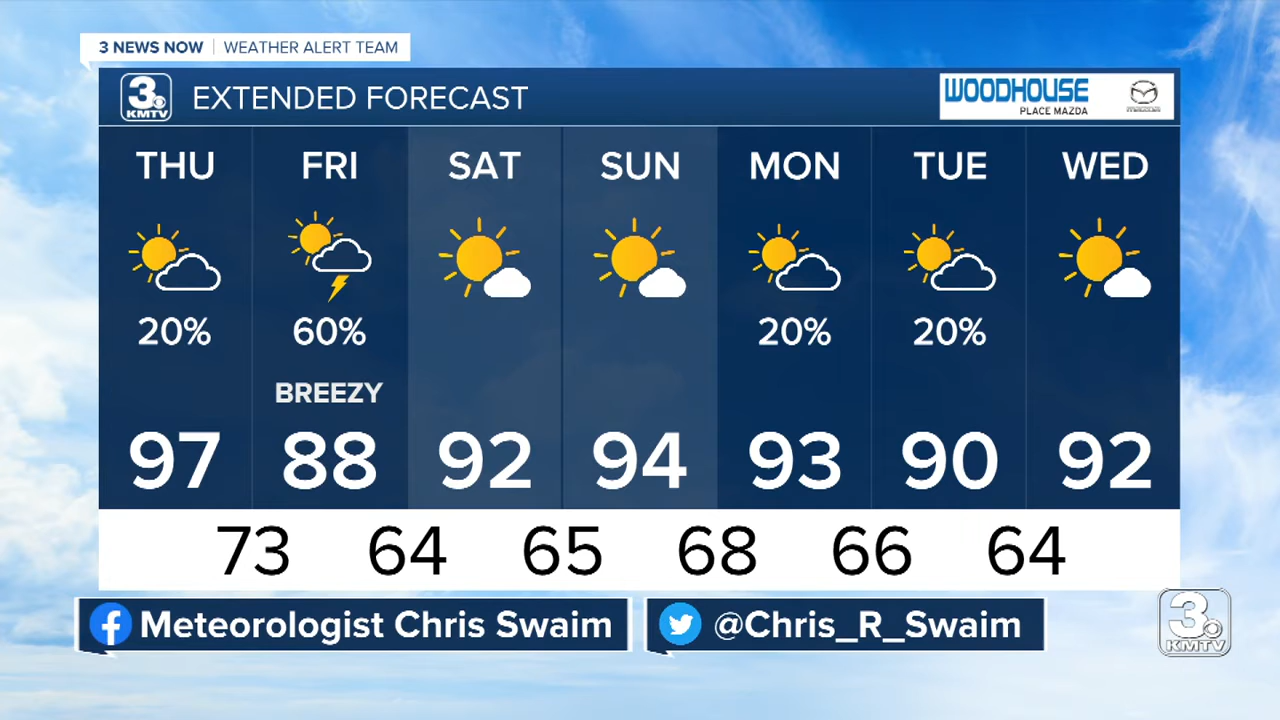 3 NEWS NOW | WEATHER ALERT TEAM
3 KMTV EXTENDED FORECAST WOODHOUSE
PLACE MAZDA
THU FRI SAT SUN MON TUE WED
20% 60% 20% 20%
BREEZY
97 88 92 94 93 90 92
73 64 65 68 66 64
Meteorologist Chris Swaim @Chris_R_Swaim
3
KMTV